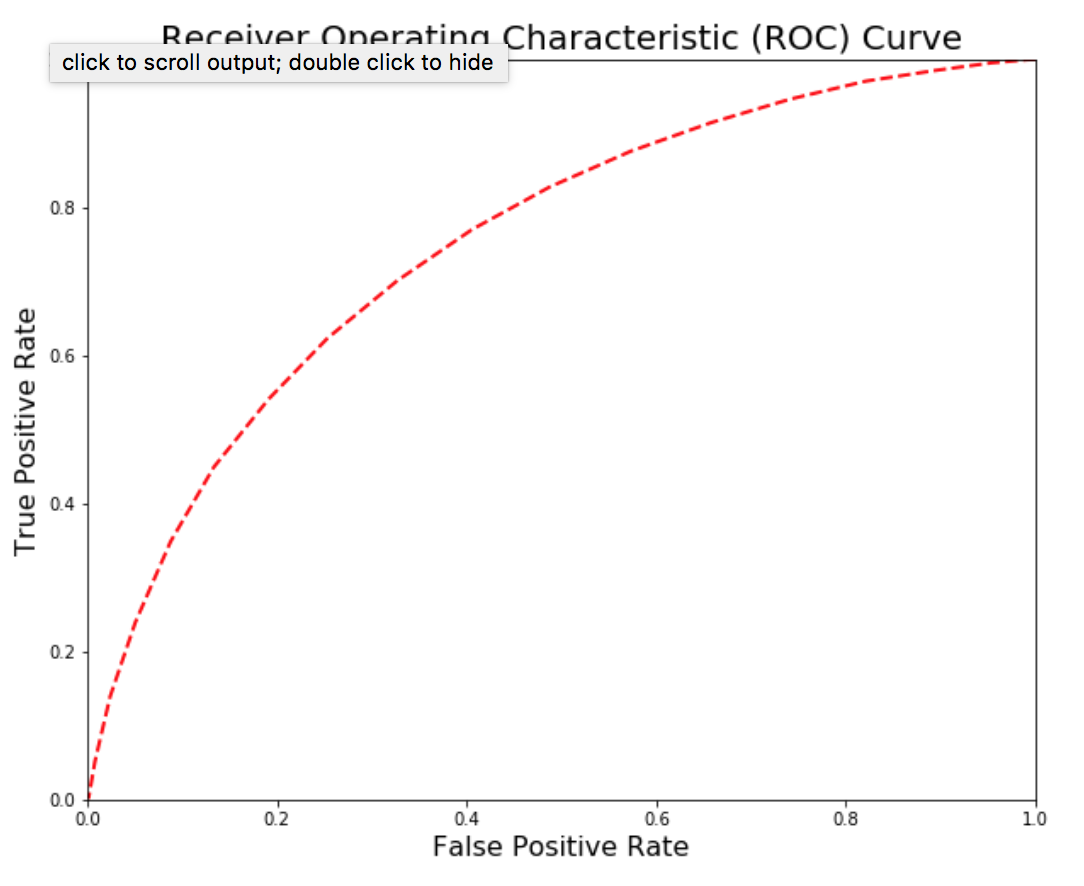 Receiver Operating Characteristic (ROC) Curve
click to scroll output; double click to hide
0.8
0.6
0.4
0.2
0.0
True Positive Rate
0.0 0.2 0.4 0.6 0.8 1.0
False Positive Rate